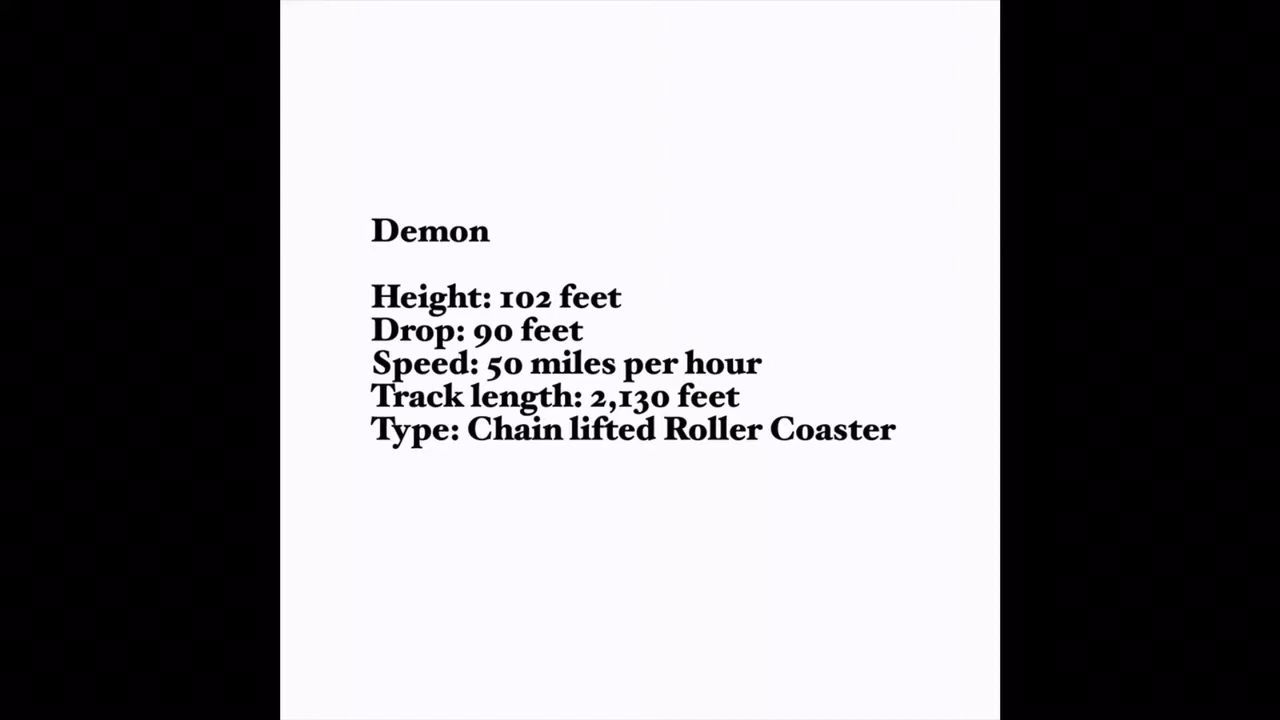 Demon
Height: 102 feet
Drop: 90 feet
Speed: 50 miles per hour
Track length: 2,130 feet
Type: Chain lifted Roller Coaster